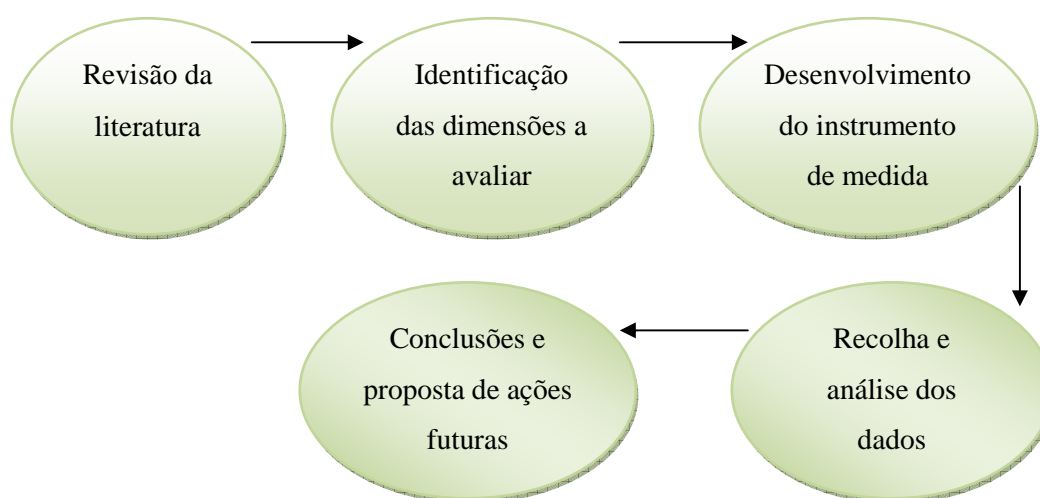 Revisão da
literatura
Identificação
das dimensões a
avaliar
Desenvolvimento
do instrumento
de medida
Recolha e
análise dos
dados
Conclusões e
proposta de ações
futuras